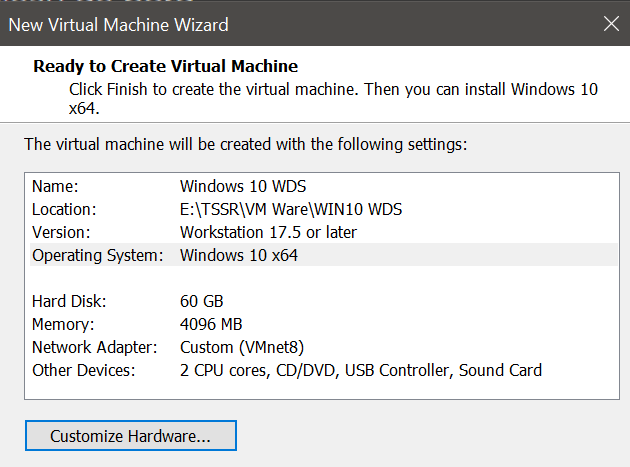 New Virtual Machine Wizard
Ready to Create Virtual Machine
Click Finish to create the virtual machine. Then you can install Windows 10
x64.
The virtual machine will be created with the following settings:
Name: Windows 10 WDS
Location: E:\TSSR\VM Ware\WIN10 WDS
Version: Workstation 17.5 or later
Operating System: Windows 10 x64
Hard Disk: 60 GB
Memory: 4096 MB
Network Adapter: Custom (VMnet8)
Other Devices: 2 CPU cores, CD/DVD, USB Controller, Sound Card
Customize Hardware...